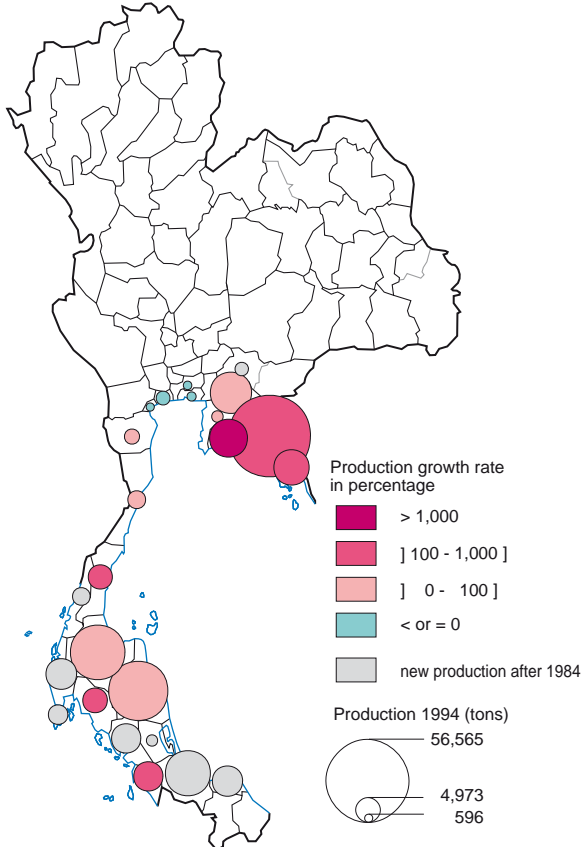 Production growth rate
in percentage
> 1,000
] 100 - 1,000 ]
] 0 - 100 ]
< or = 0
new production after 1984
Production 1994 (tons)
56,565
4,973
596